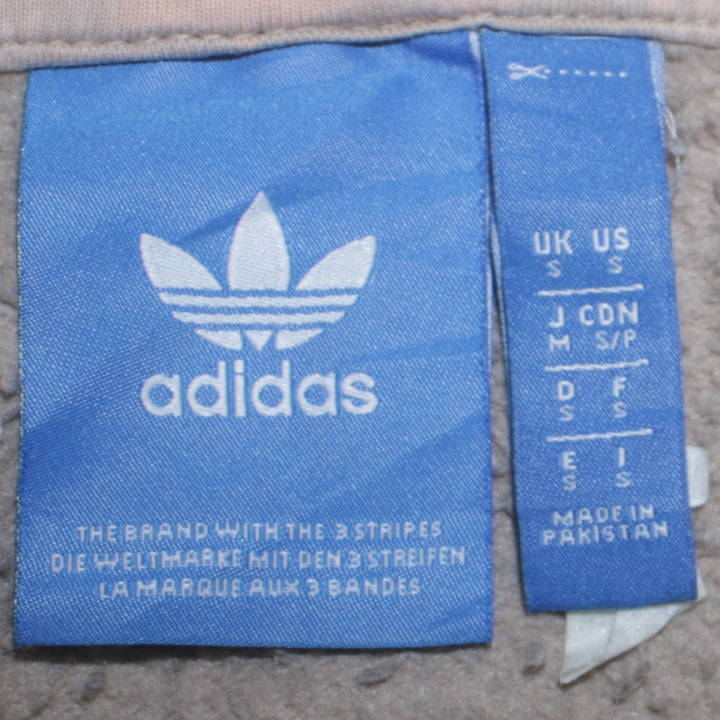 adidas
THE BRAND WITH THE 3 STRIPES
DIE WELTMARKE MIT DEN 3 STREIFEN
LA MARQUE AUX 3 BANDES
UK US
S S
J CDN
M S/P
D F
S S
E I
S S
MADE IN
PAKISTAN